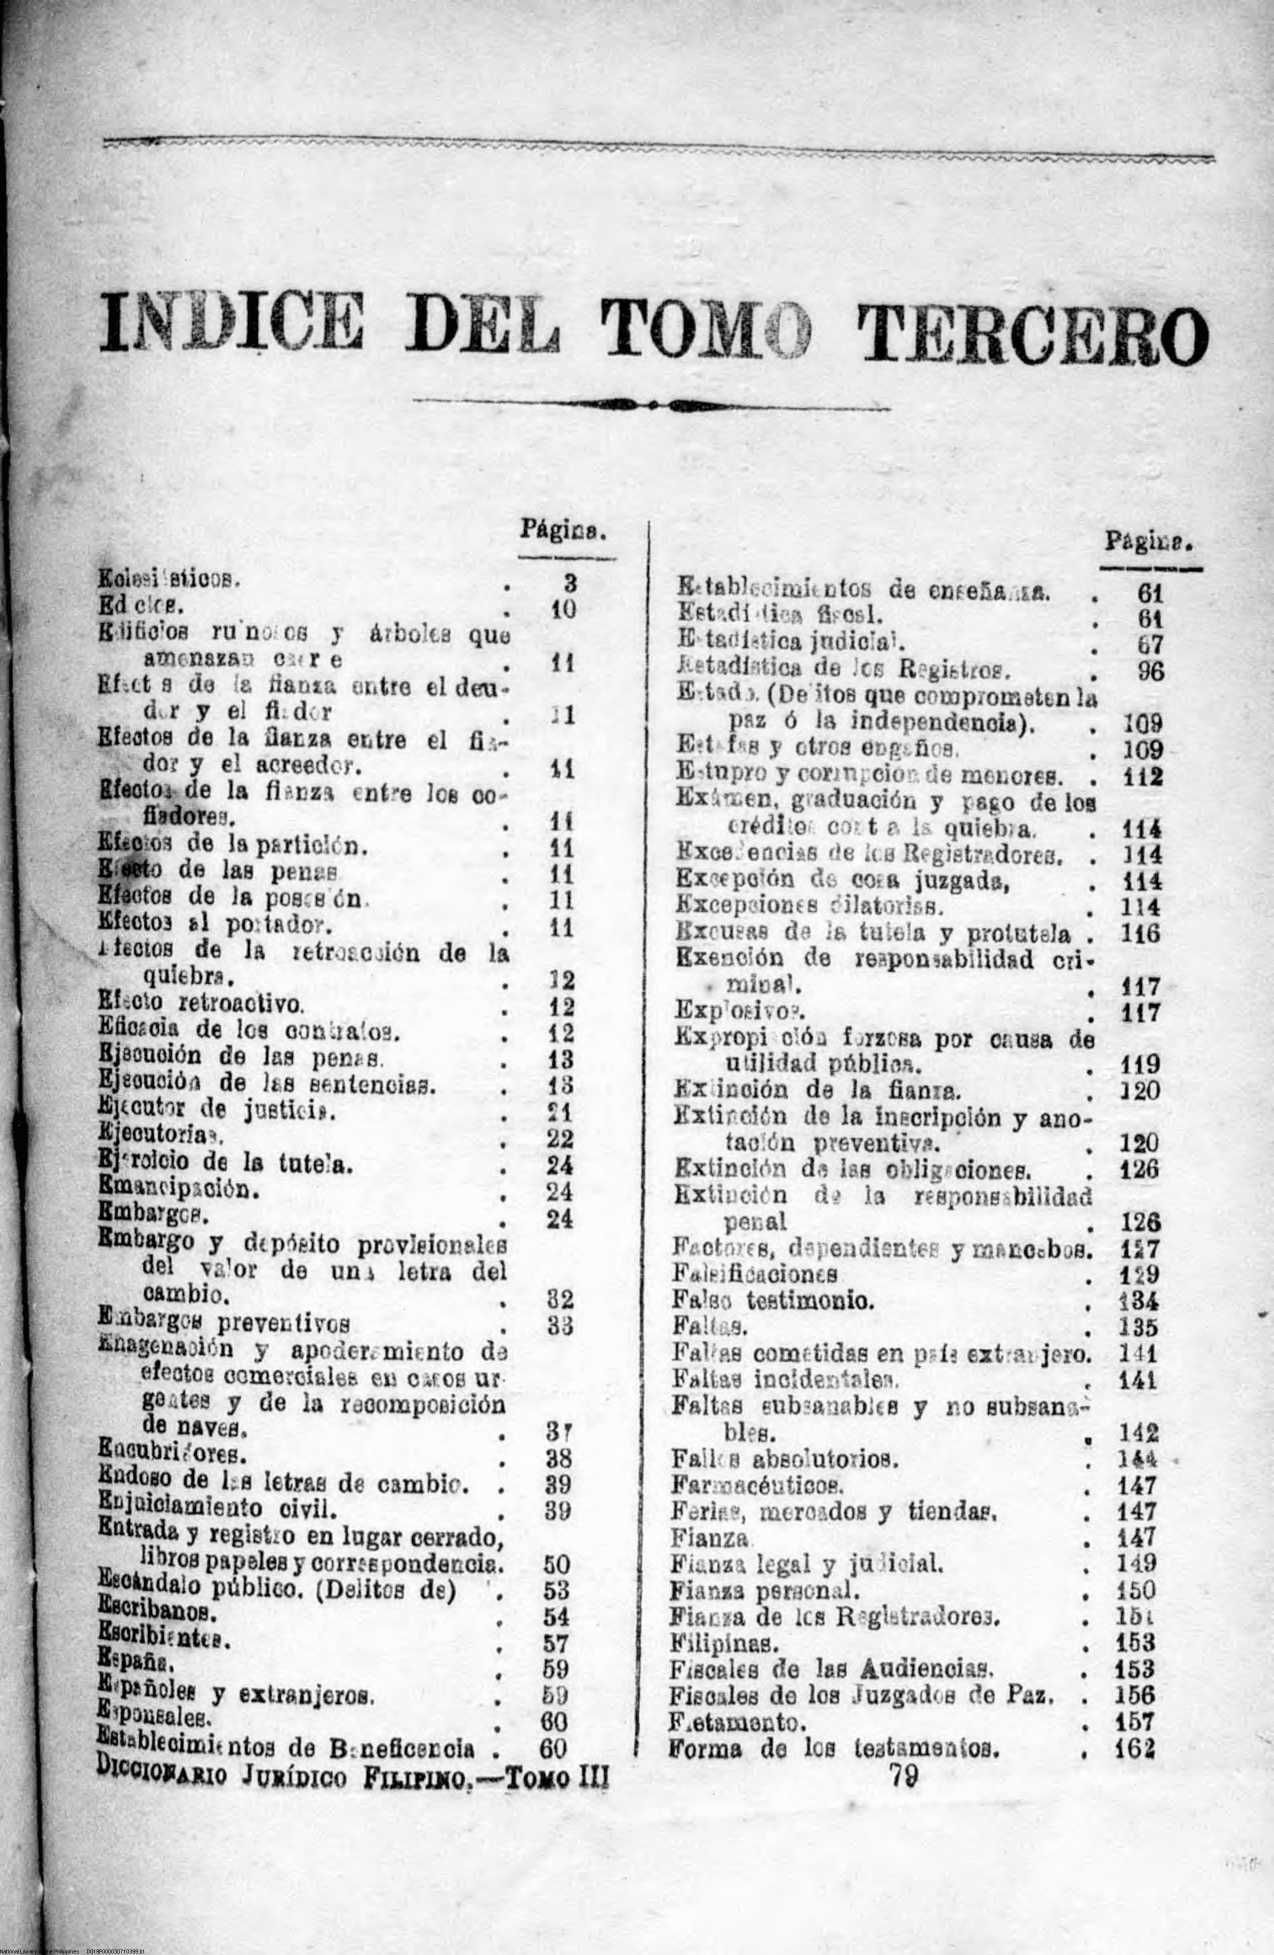 INDICE DEL TOMO TERCERO
Página.
Eclesiásticos. . 3
Edictos. . 10
Edificios ruinosos y árboles que
amenazan caerse . 11
Efectos de la fianza entre el deu-
dor y el fiador . 11
Efectos de la fianza entre el fia-
dor y el acreedor. . 11
Efectos de la fianza entre los co-
fiadores. . 11
Efectos de la partición. . 11
Efecto de las penas . 11
Efectos de la posesión. . 11
Efectos al portador. . 11
Efectos de la retroacción de la
quiebra. . 12
Efecto retroactivo. . 12
Eficacia de los contratos. . 12
Ejecución de las penas. . 13
Ejecución de las sentencias. . 13
Ejecutor de justicia. . 21
Ejecutorias. . 22
Ejercicio de la tutela. . 24
Emancipación. . 24
Embargos. . 24
Embargo y depósito provisionales
del valor de una letra del
cambio. . 32
Embargos preventivos . 33
Enagenación y apoderamiento de
efectos comerciales en casos ur-
gentes y de la recomposición
de naves. . 37
Encubridores. . 38
Endoso de las letras de cambio. . 39
Enjuiciamiento civil. . 39
Entrada y registro en lugar cerrado,
libros papeles y correspondencia. 50
Escándalo público. (Delitos de) . 53
Escribanos. . 54
Escribientes. . 57
España. . 59
Españoles y extranjeros. . 59
Esponsales. . 60
Establecimientos de Beneficencia . 60
DICCIONARIO JURÍDICO FILIPINO.—TOMO III
Página.
Establecimientos de enseñanza. . 61
Estadística fiscal. . 61
Estadística judicial. . 67
Estadística de los Registros. . 96
Estado. (Delitos que comprometen la
paz ó la independencia). . 109
Estafas y otros engaños. . 109
Estupro y corrupción de menores. . 112
Exámen, graduación y pago de los
créditos contra la quiebra. . 114
Excedencias de los Registradores. . 114
Excepción de cosa juzgada, . 114
Excepciones dilatorias. . 114
Excusas de la tutela y protutela . 116
Exención de responsabilidad cri-
minal. . 117
Explosivos. . 117
Expropiación forzosa por causa de
utilidad pública. . 119
Extinción de la fianza. . 120
Extinción de la inscripción y ano-
tación preventiva. . 120
Extinción de las obligaciones. . 126
Extinción de la responsabilidad
penal . 126
Factores, dependientes y mancebos. 127
Falsificaciones . 129
Falso testimonio. . 134
Faltas. . 135
Faltas cometidas en país extranjero. 141
Faltas incidentales. . 141
Faltas subsanables y no subsana-
bles. . 142
Fallos absolutorios. . 144
Farmacéuticos. . 147
Ferias, mercados y tiendas. . 147
Fianza . 147
Fianza legal y judicial. . 149
Fianza personal. . 150
Fianza de los Registradores. . 151
Filipinas. . 153
Fiscales de las Audiencias. . 153
Fiscales de los Juzgados de Paz. . 156
Fletamento. . 157
Forma de los testamentos. . 162
79